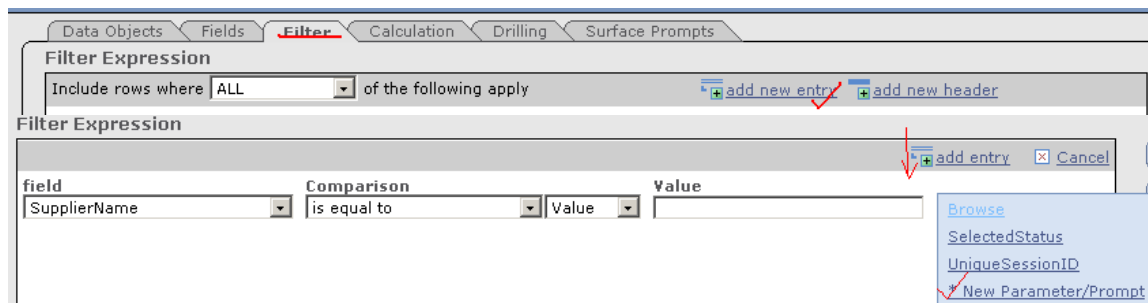 Data Objects Fields Filter Calculation Drilling Surface Prompts
Filter Expression
Include rows where ALL of the following apply add new entry add new header
Filter Expression
add entry Cancel
field Comparison Value
SupplierName is equal to Value
Browse
SelectedStatus
UniqueSessionID
* New Parameter/Prompt